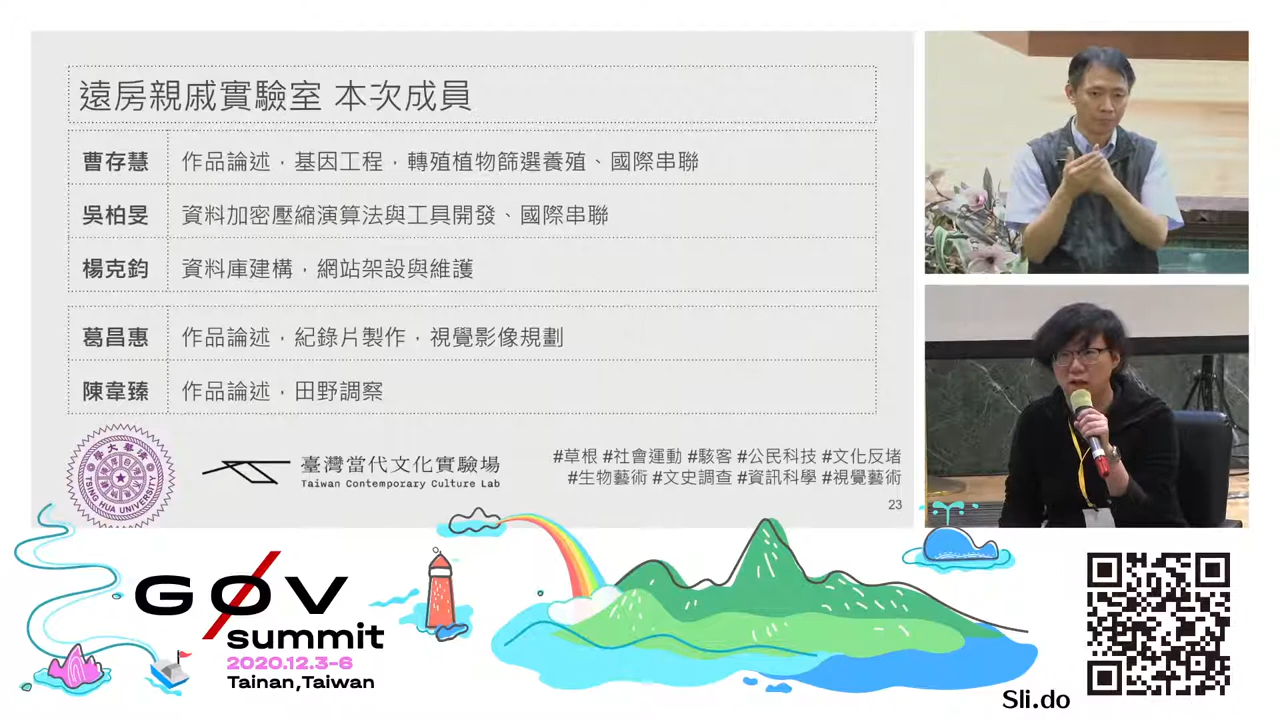 遠房親戚實驗室 本次成員
曹存慧 作品論述，基因工程，轉殖植物篩選養殖、國際串聯
吳柏旻 資料加密壓縮演算法與工具開發、國際串聯
楊克鈞 資料庫建構，網站架設與維護
葛昌惠 作品論述，紀錄片製作，視覺影像規劃
陳韋臻 作品論述，田野調察
學大華清
TSING HUA UNIVERSITY
臺灣當代文化實驗場
Taiwan Contemporary Culture Lab
#草根 #社會運動 #駭客 #公民科技 #文化反堵
#生物藝術 #文史調查 #資訊科學 #視覺藝術
23
G0V
summit
2020.12.3-6
Tainan,Taiwan
Sli.do